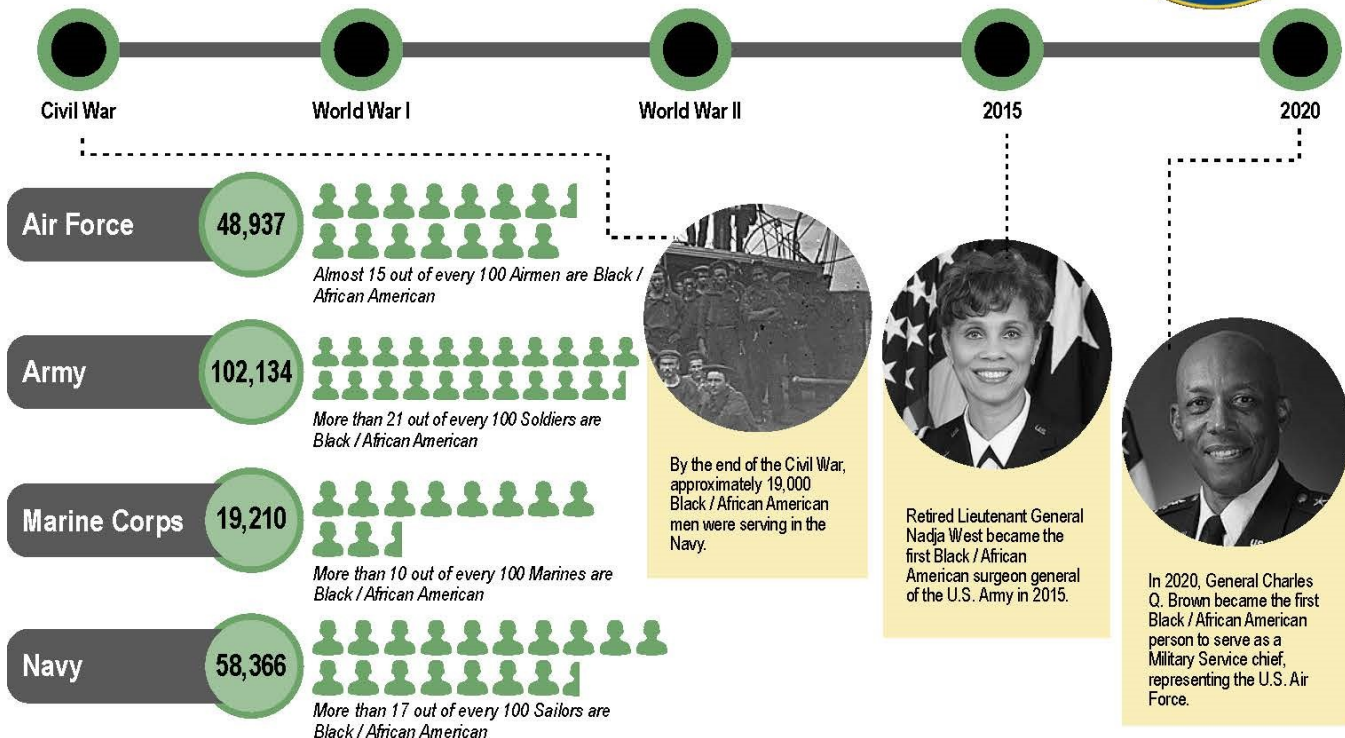 Civil War
World War I
World War II
2015
2020
Air Force
48,937
Almost 15 out of every 100 Airmen are Black /
African American
Army
102,134
More than 21 out of every 100 Soldiers are
Black / African American
Marine Corps
19,210
More than 10 out of every 100 Marines are
Black / African American
Navy
58,366
More than 17 out of every 100 Sailors are
Black / African American
By the end of the Civil War,
approximately 19,000
Black / African American
men were serving in the
Navy.
Retired Lieutenant General
Nadja West became the
first Black / African
American surgeon general
of the U.S. Army in 2015.
In 2020, General Charles
Q. Brown became the first
Black / African American
person to serve as a
Military Service chief,
representing the U.S. Air
Force.